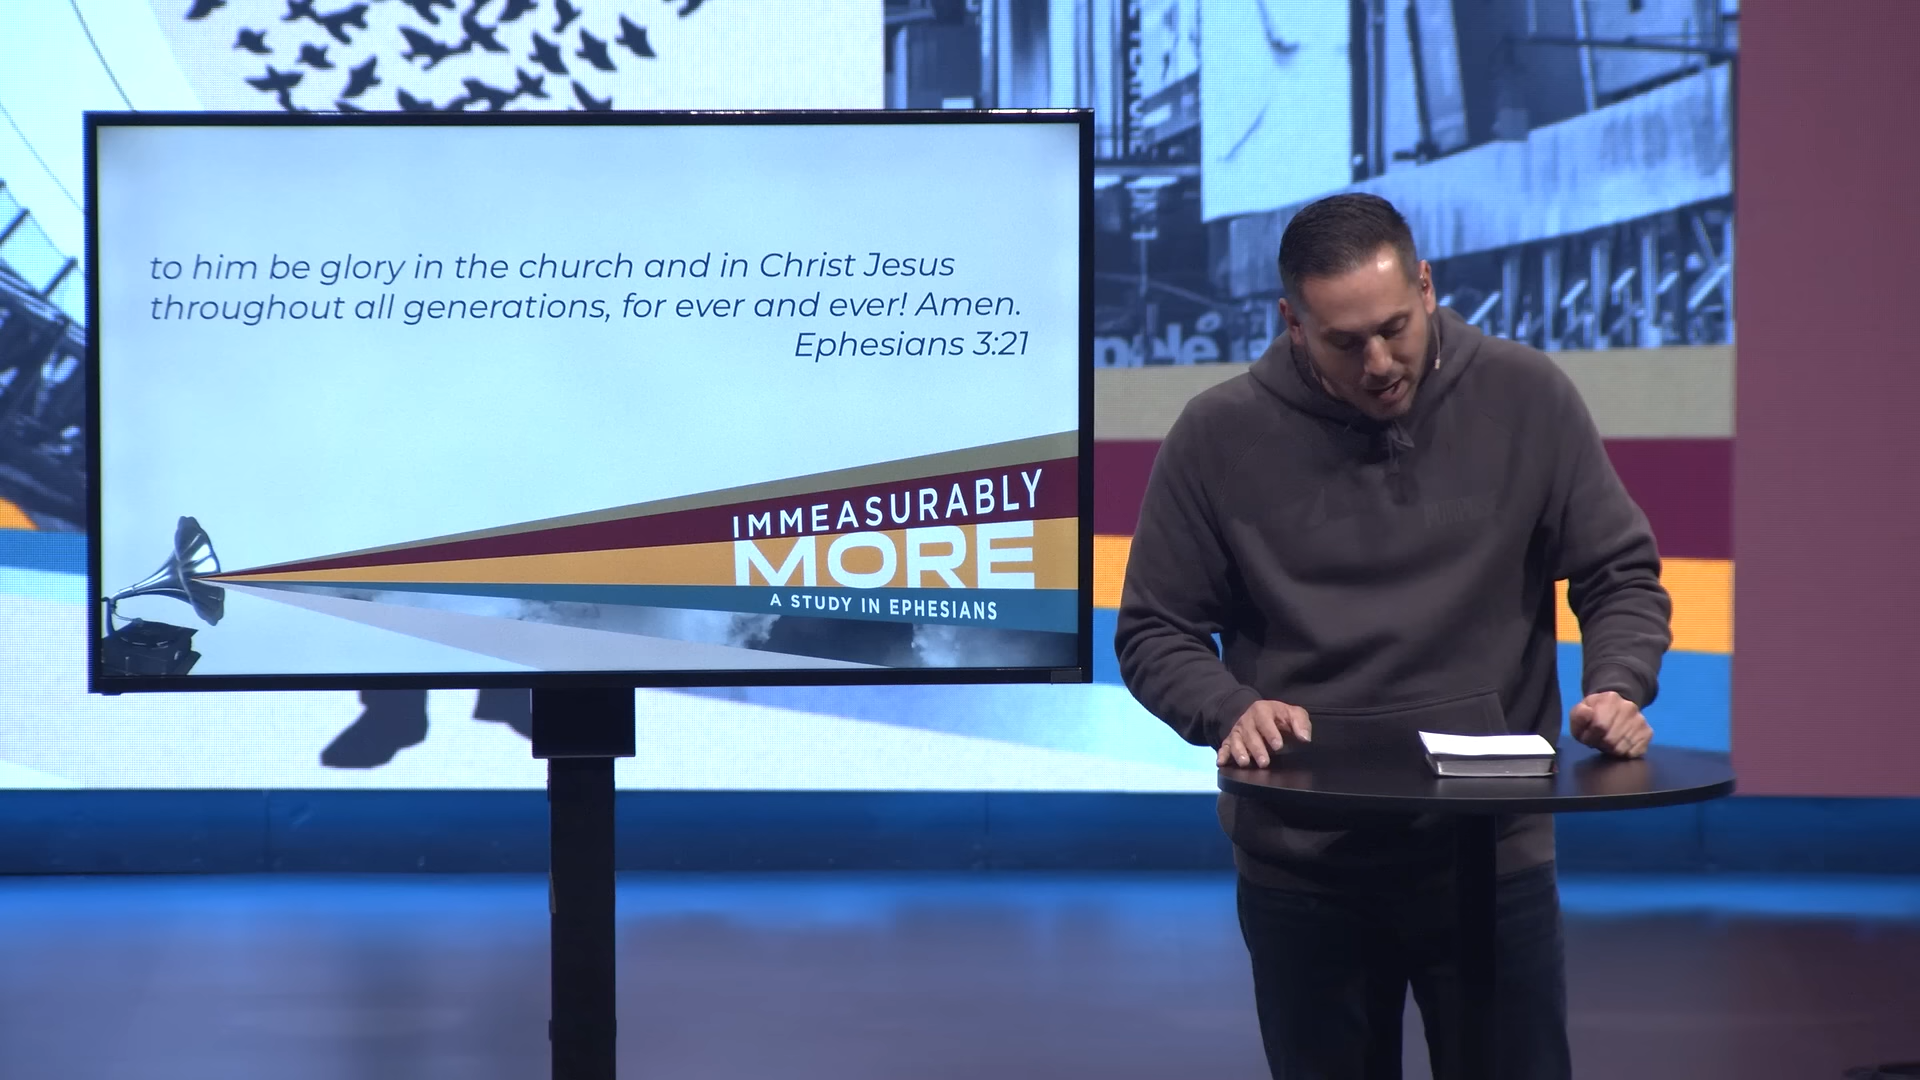 to him be glory in the church and in Christ Jesus
throughout all generations, for ever and ever! Amen.
Ephesians 3:21
IMMEASURABLY
MORE
A STUDY IN EPHESIANS